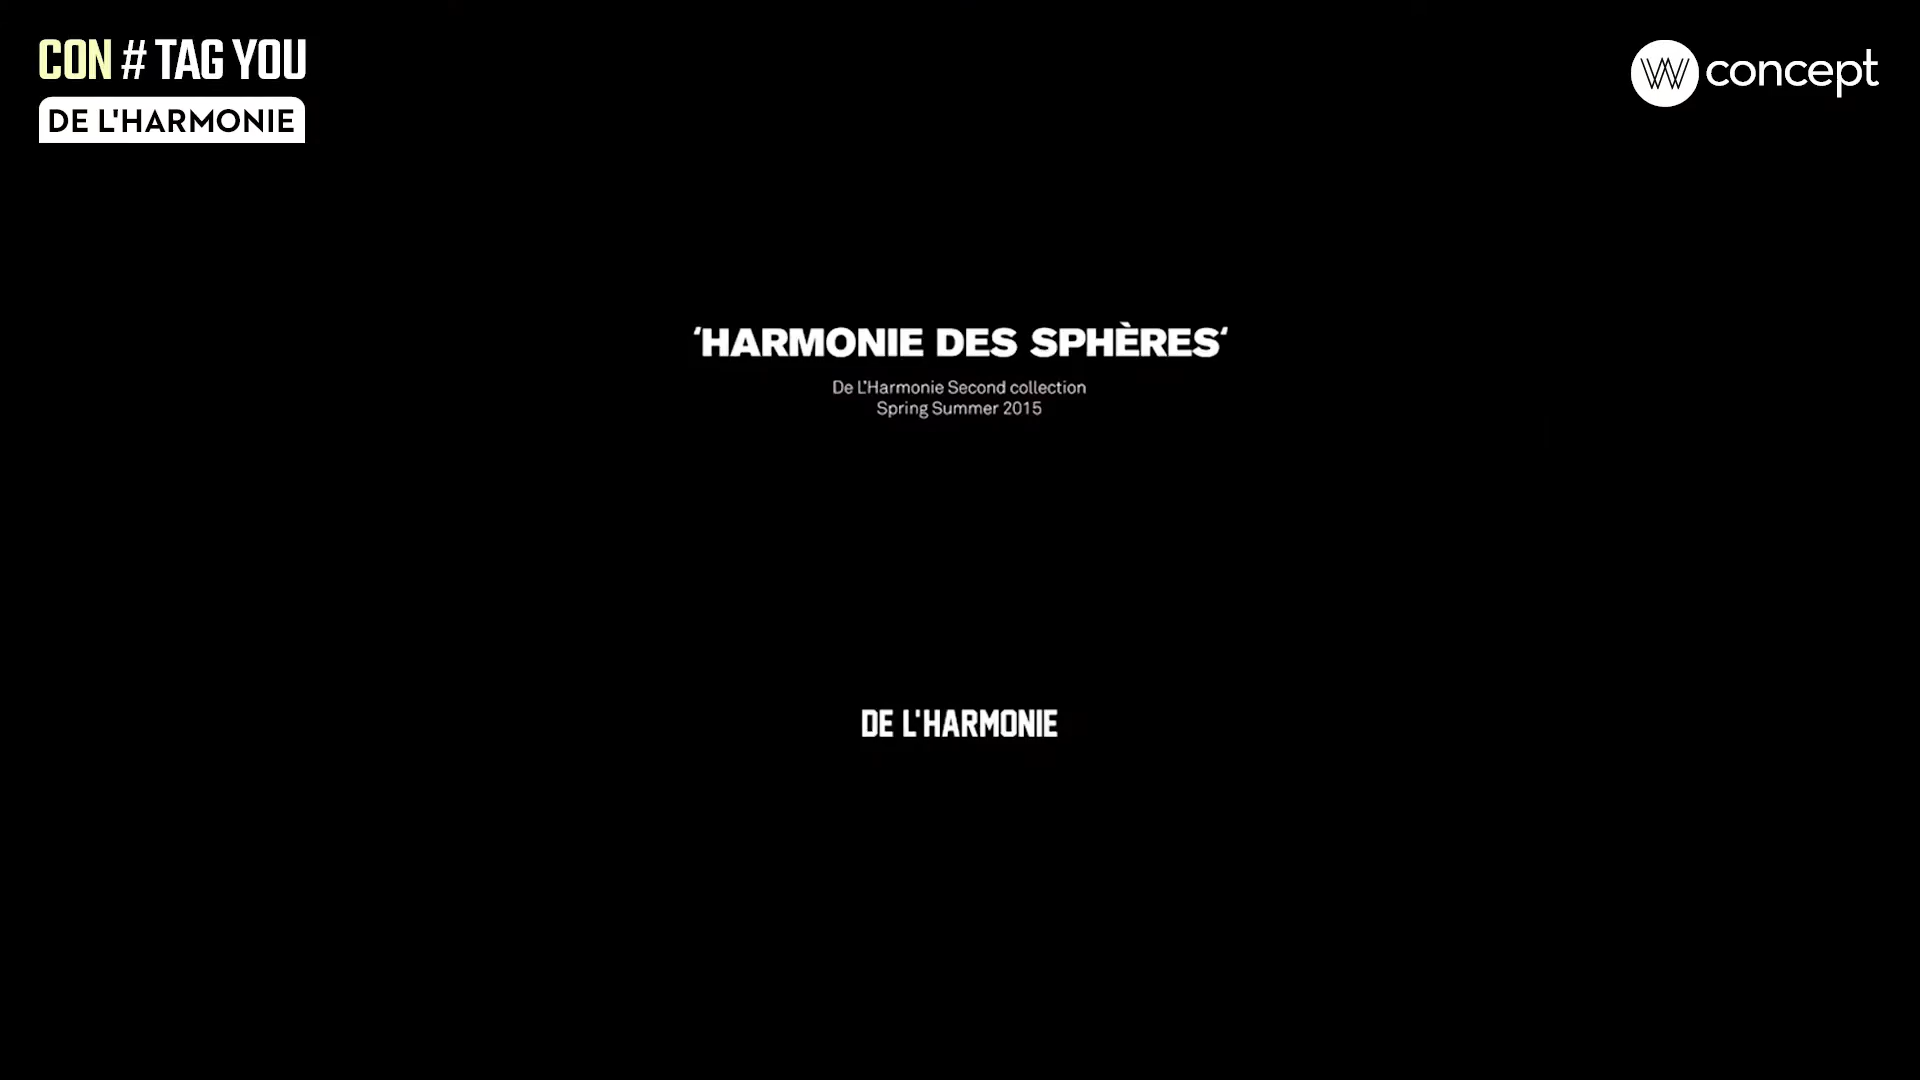 CON # TAG YOU
DE L'HARMONIE
W concept
‘HARMONIE DES SPHÈRES‘
De L'Harmonie Second collection
Spring Summer 2015
DE L'HARMONIE